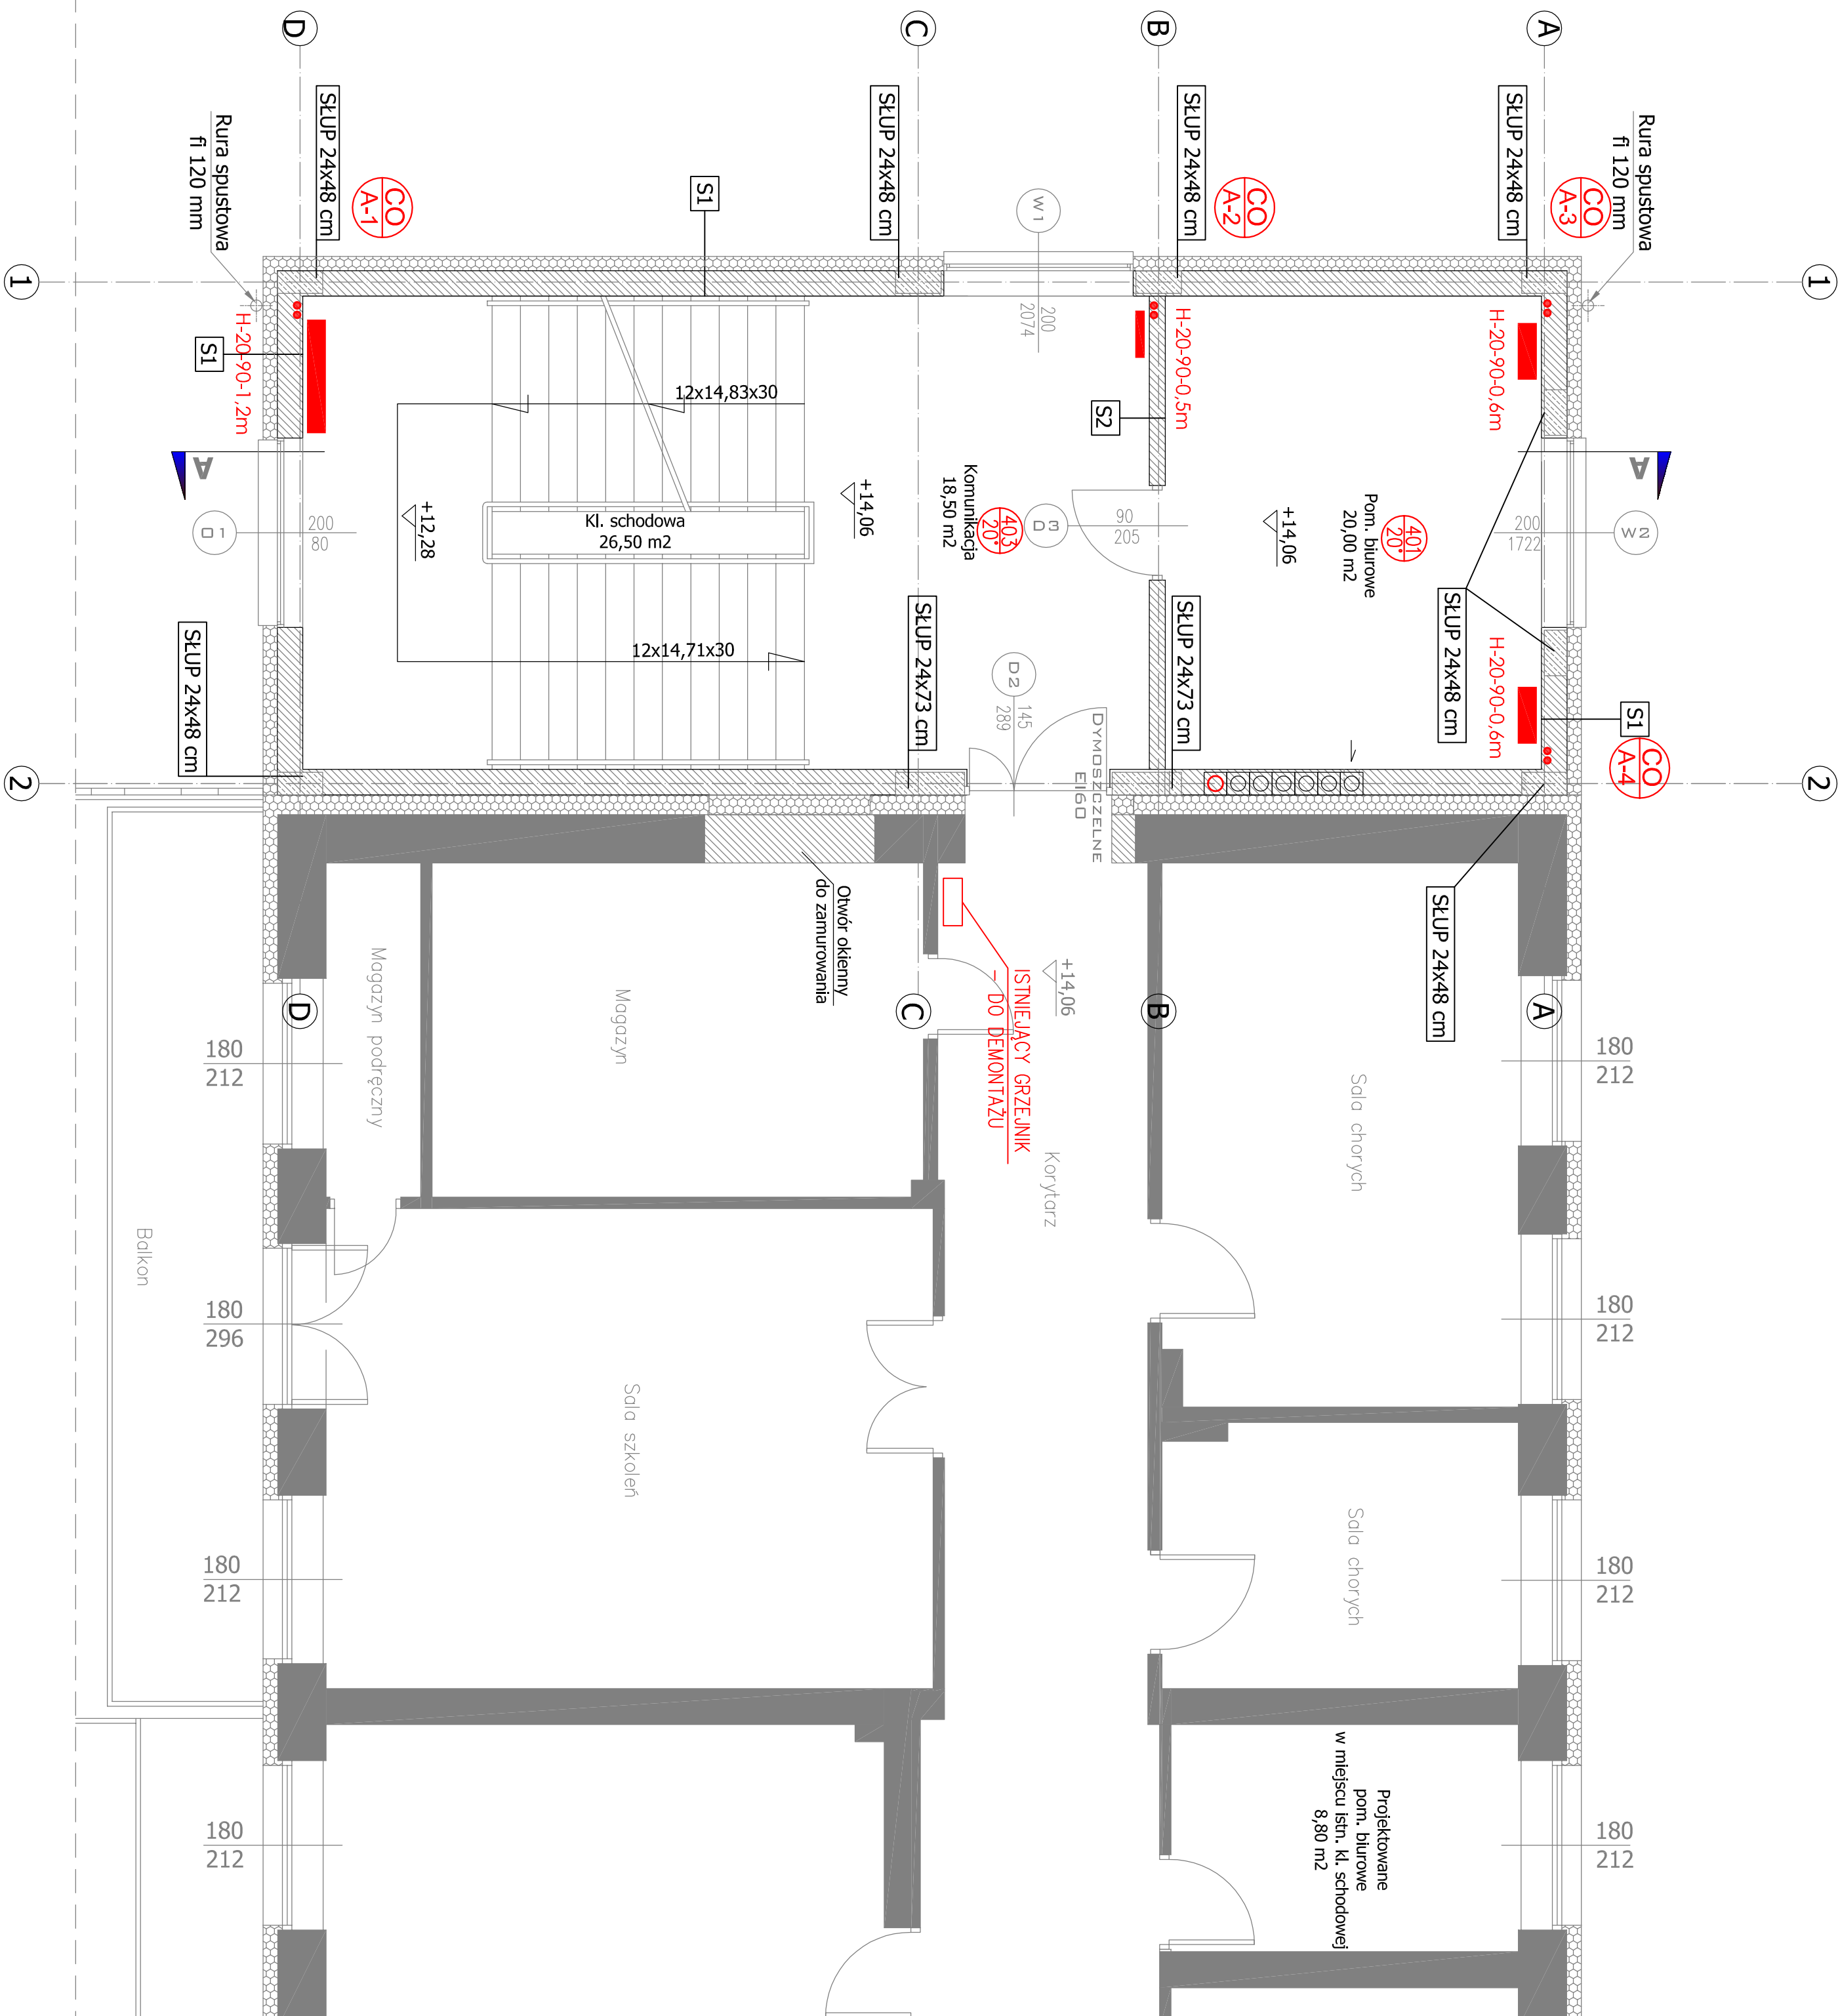 D
C
B
A
1
1
2
2
D
C
B
A
Rura spustowa
fi 120 mm
Rura spustowa
fi 120 mm
SŁUP 24x48 cm
SŁUP 24x48 cm
SŁUP 24x48 cm
SŁUP 24x48 cm
CO
A-1
CO
A-2
CO
A-3
CO
A-4
S1
S1
S1
S2
W1
200
2074
H-20-90-1,2m
H-20-90-0,5m
H-20-90-0,6m
H-20-90-0,6m
12x14,83x30
12x14,71x30
A
A
O1
200
80
W2
200
1722
+12,28
Kl. schodowa
26,50 m2
+14,06
Komunikacja
18,50 m2
403
20°
D3
90
205
+14,06
Pom. biurowe
20,00 m2
401
20°
SŁUP 24x48 cm
SŁUP 24x73 cm
SŁUP 24x73 cm
SŁUP 24x48 cm
SŁUP 24x48 cm
D2
145
289
DYMOSZCZELNE
EI60
Otwór okienny
do zamurowania
ISTNIEJĄCY GRZEJNIK
- DO DEMONTAŻU
+14,06
Magazyn podręczny
Magazyn
Korytarz
Sala chorych
Sala chorych
Sala szkoleń
Balkon
180
212
180
296
180
212
180
212
180
212
180
212
180
212
180
212
Projektowane
pom. biurowe
w miejscu istn. kl. schodowej
8,80 m2